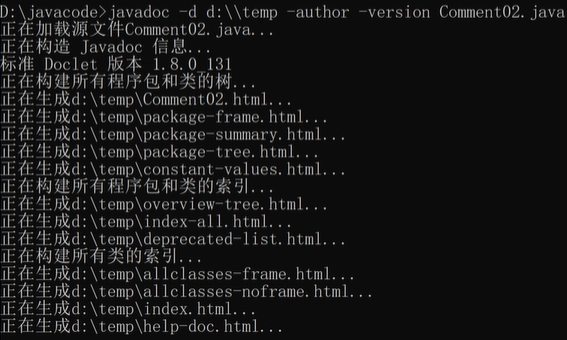 D:\javacode>javadoc -d d:\\temp -author -version Comment02.java
正在加载源文件Comment02.java...
正在构造 Javadoc 信息...
标准 Doclet 版本 1.8.0_131
正在构建所有程序包和类的树...
正在生成d:\temp\Comment02.html...
正在生成d:\temp\package-frame.html...
正在生成d:\temp\package-summary.html...
正在生成d:\temp\package-tree.html...
正在生成d:\temp\constant-values.html...
正在构建所有程序包和类的索引...
正在生成d:\temp\overview-tree.html...
正在生成d:\temp\index-all.html...
正在生成d:\temp\deprecated-list.html...
正在构建所有类的索引...
正在生成d:\temp\allclasses-frame.html...
正在生成d:\temp\allclasses-noframe.html...
正在生成d:\temp\index.html...
正在生成d:\temp\help-doc.html...